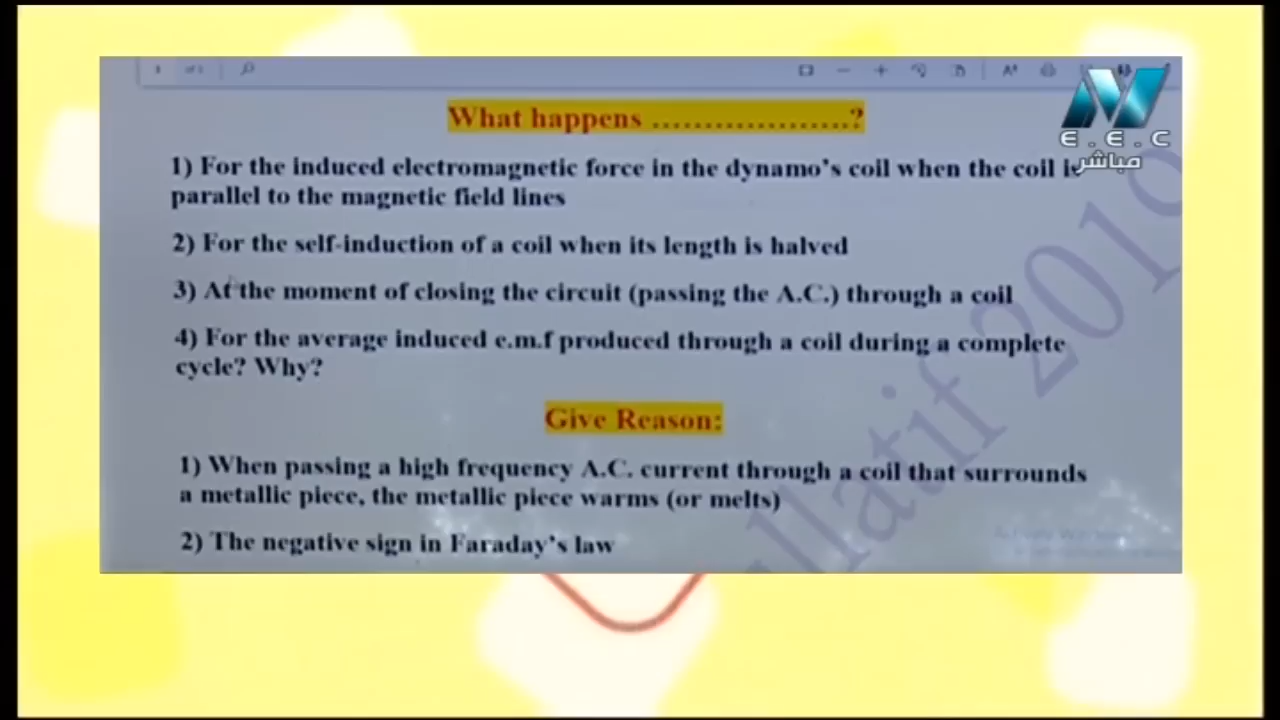 What happens ....................?
1) For the induced electromagnetic force in the dynamo's coil when the coil is
parallel to the magnetic field lines
2) For the self-induction of a coil when its length is halved
3) At the moment of closing the circuit (passing the A.C.) through a coil
4) For the average induced e.m.f produced through a coil during a complete
cycle? Why?
Give Reason:
1) When passing a high frequency A.C. current through a coil that surrounds
a metallic piece, the metallic piece warms (or melts)
2) The negative sign in Faraday's law
E.E.C
مباشر
2019